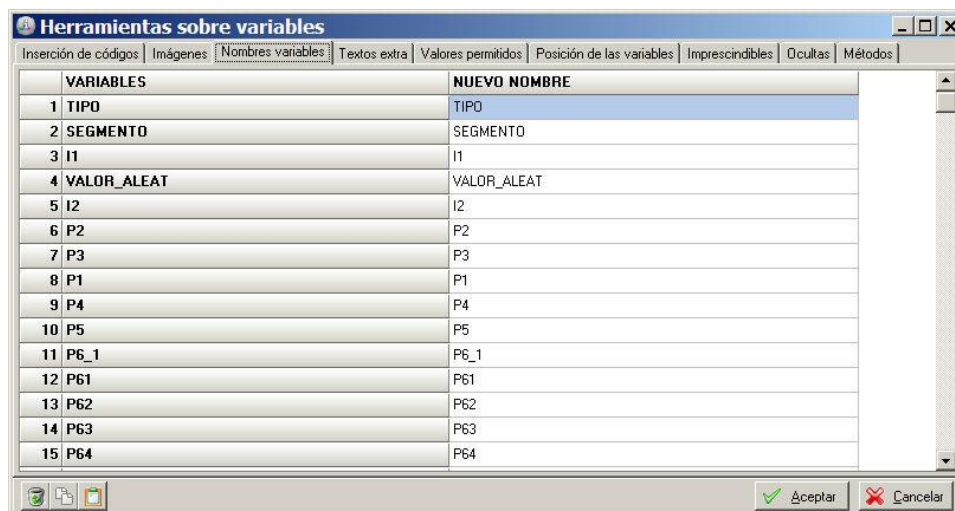 Herramientas sobre variables
Inserción de códigos Imágenes Nombres variables Textos extra Valores permitidos Posición de las variables Imprescindibles Ocultas Métodos
VARIABLES NUEVO NOMBRE
1 TIPO TIPO
2 SEGMENTO SEGMENTO
3 I1 I1
4 VALOR_ALEAT VALOR_ALEAT
5 I2 I2
6 P2 P2
7 P3 P3
8 P1 P1
9 P4 P4
10 P5 P5
11 P6_1 P6_1
12 P61 P61
13 P62 P62
14 P63 P63
15 P64 P64
Aceptar Cancelar